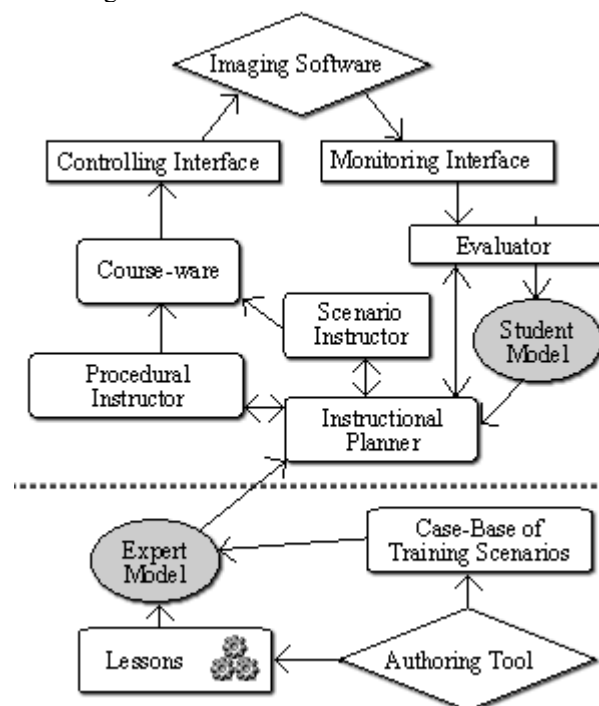 Imaging Software
Controlling Interface
Monitoring Interface
Evaluator
Course-ware
Scenario
Instructor
Student
Model
Procedural
Instructor
Instructional
Planner
Expert
Model
Case-Base of
Training Scenarios
Lessons
Authoring Tool